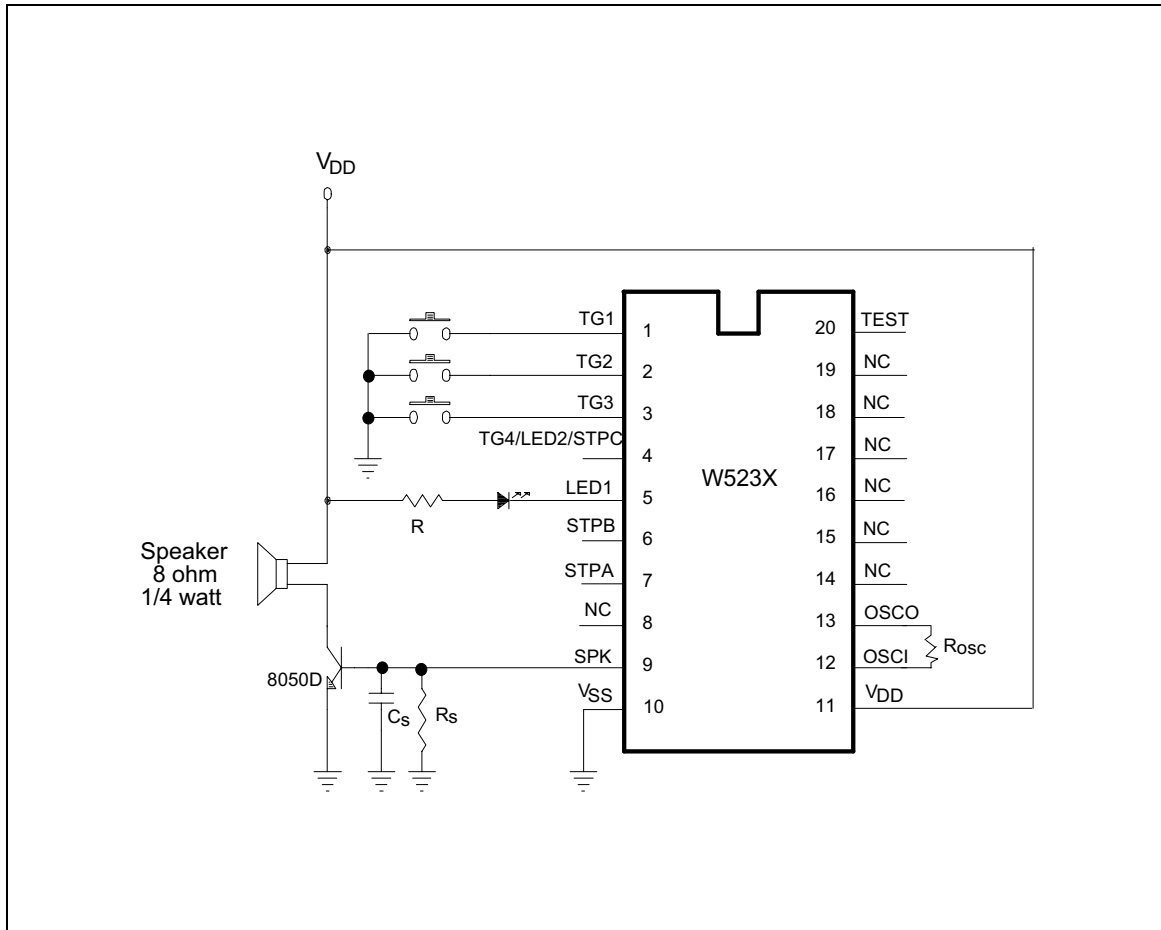 VDD
TG1
1
TG2
2
TG3
3
TG4/LED2/STPC
4
LED1
5
R
STPB
6
STPA
7
NC
8
SPK
9
VSS
10
Speaker
8 ohm
1/4 watt
8050D
Cs
Rs
W523X
20
TEST
19
NC
18
NC
17
NC
16
NC
15
NC
14
NC
13
OSCO
Rosc
12
OSCI
11
VDD